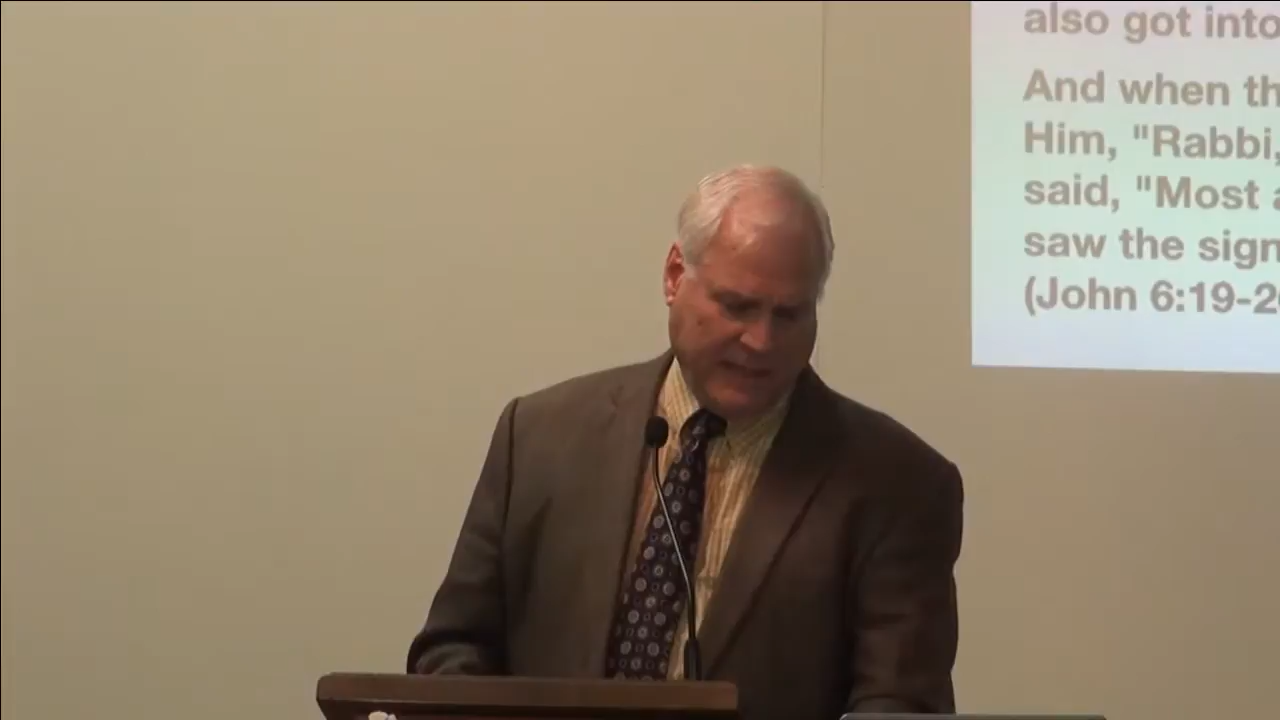 also got into
And when th
Him, "Rabbi,
said, "Most a
saw the sign
(John 6:19-2